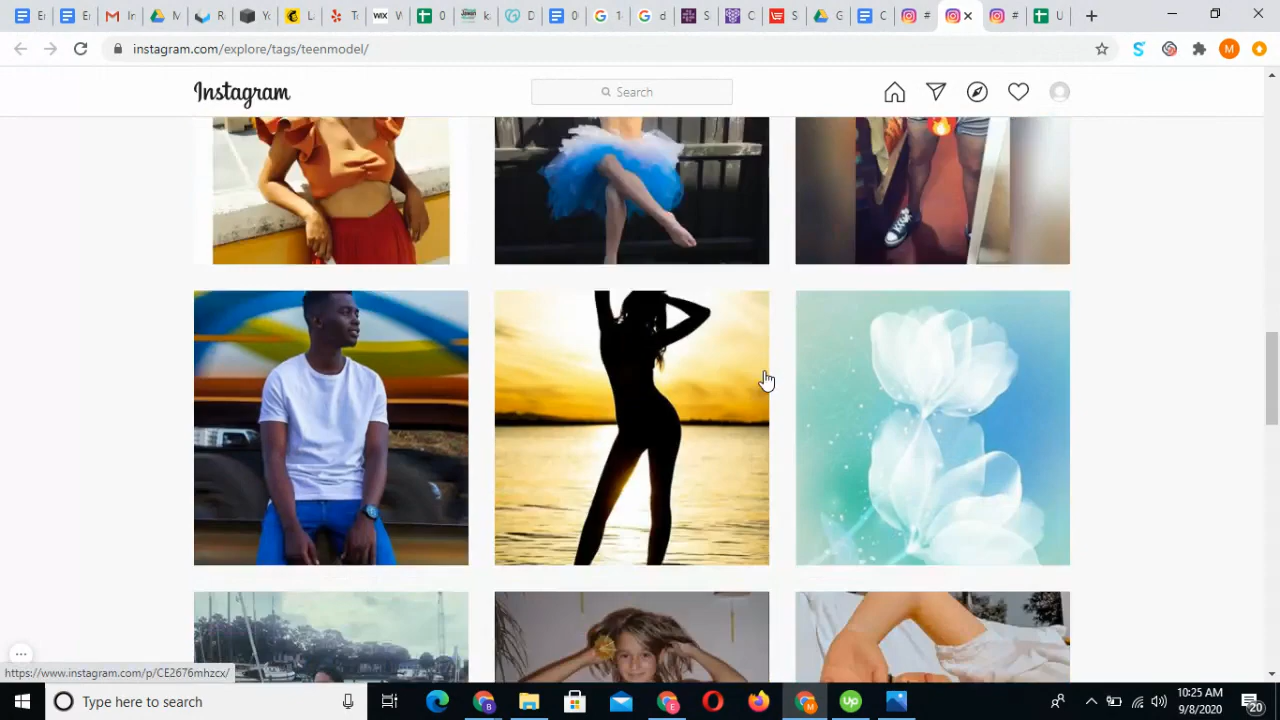 instagram.com/explore/tags/teenmodel/
M
Instagram
Search
...
https://www.instagram.com/p/CE2676mhzcx/
Type here to search
10:25 AM
9/8/2020
20